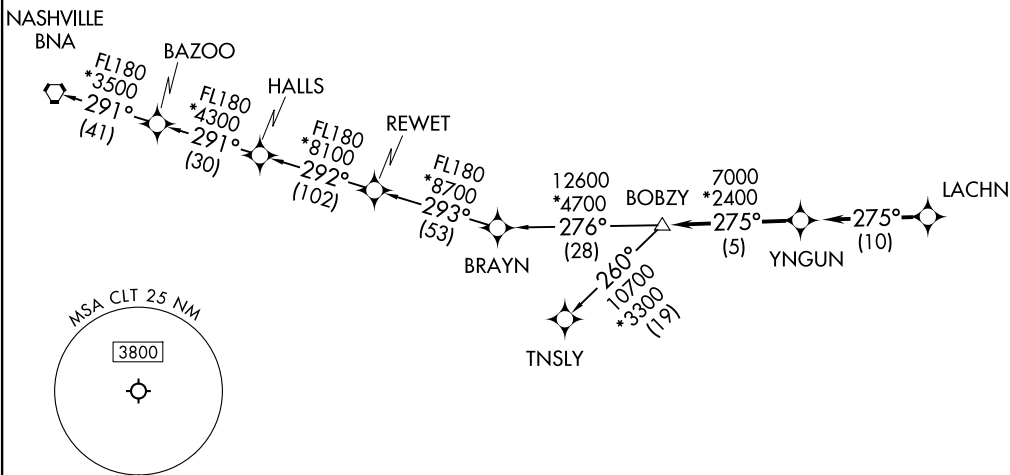 NASHVILLE
BNA
BAZOO
HALLS
REWET
FL180
*3500
291°
(41)
FL180
*4300
291°
(30)
FL180
*8100
292°
(102)
FL180
*8700
293°
(53)
BRAYN
12600
*4700
276°
(28)
BOBZY
7000
*2400
275°
(5)
YNGUN
275°
(10)
LACHN
260°
10700
*3300
(19)
TNSLY
MSA CLT 25 NM
3800